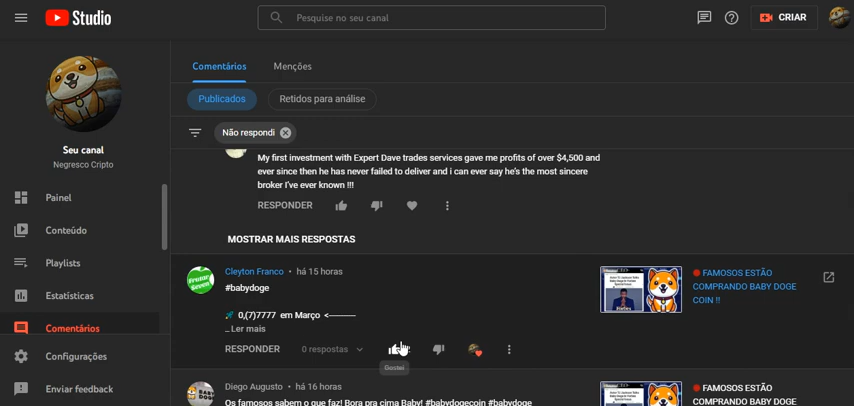 Studio
Pesquise no seu canal
CRIAR
Seu canal
Negresco Cripto
Painel
Conteúdo
Playlists
Estatísticas
Comentários
Configurações
Enviar feedback
Comentários
Menções
Publicados
Retidos para análise
Não respondi
My first investment with Expert Dave trades services gave me profits of over $4,500 and
ever since then he has never failed to deliver and i can ever say he's the most sincere
broker I've ever known !!!
RESPONDER
MOSTRAR MAIS RESPOSTAS
Cleyton Franco • há 15 horas
#babydoge
🚀 0,(7)7777 em Março <———
... Ler mais
RESPONDER 0 respostas
Gostei
FAMOSOS ESTÃO
COMPRANDO BABY DOGE
COIN !!
Diego Augusto • há 16 horas
Os famosos sabem o que faz! Bora pra cima Baby! #babydogecoin #babydoge
FAMOSOS ESTÃO
COMPRANDO BABY DOGE